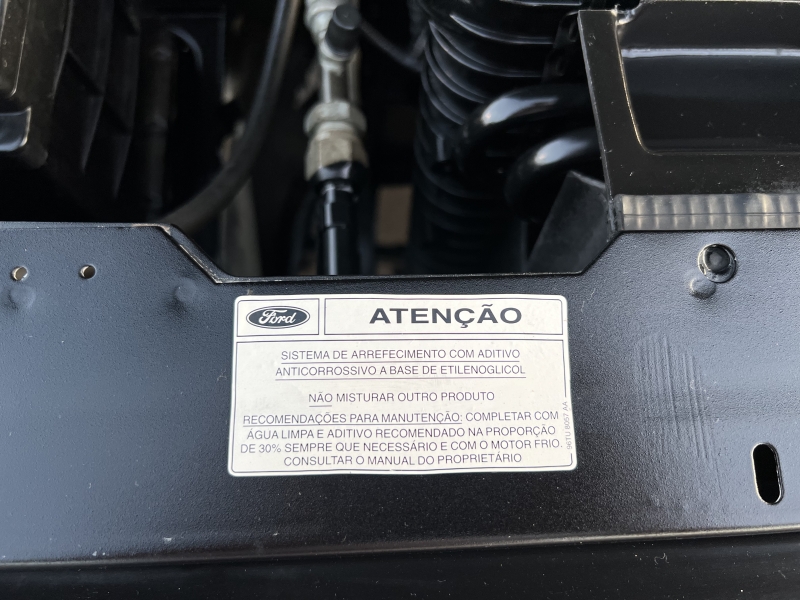 Ford
ATENÇÃO
SISTEMA DE ARREFECIMENTO COM ADITIVO
ANTICORROSSIVO A BASE DE ETILENOGLICOL
NÃO MISTURAR OUTRO PRODUTO
RECOMENDAÇÕES PARA MANUTENÇÃO: COMPLETAR COM
ÁGUA LIMPA E ADITIVO RECOMENDADO NA PROPORÇÃO
DE 30% SEMPRE QUE NECESSÁRIO E COM O MOTOR FRIO.
CONSULTAR O MANUAL DO PROPRIETÁRIO